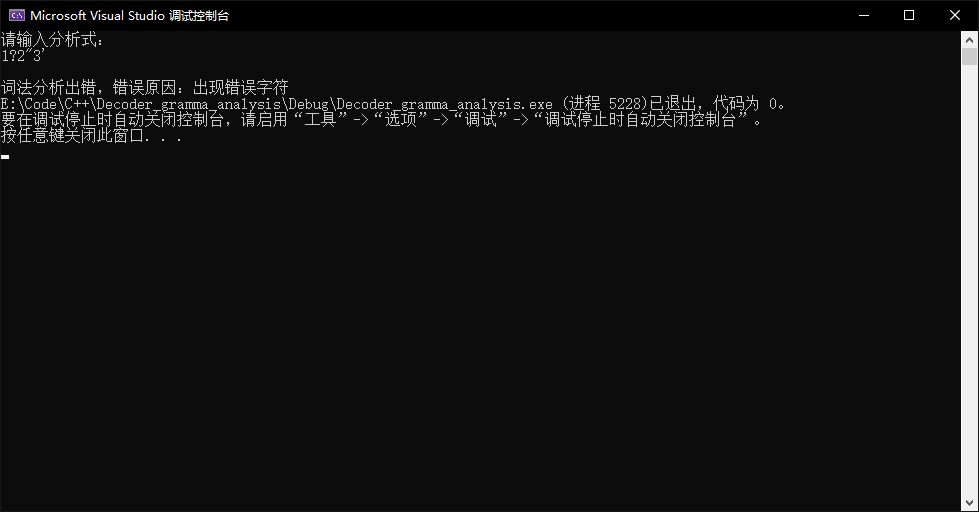 Microsoft Visual Studio 调试控制台
请输入分析式:
1?2"3'
词法分析出错,错误原因:出现错误字符
E:\Code\C++\Decoder_gramma_analysis\Debug\Decoder_gramma_analysis.exe (进程 5228)已退出,代码为 0。
要在调试停止时自动关闭控制台,请启用“工具”->“选项”->“调试”->“调试停止时自动关闭控制台”。
按任意键关闭此窗口. . .